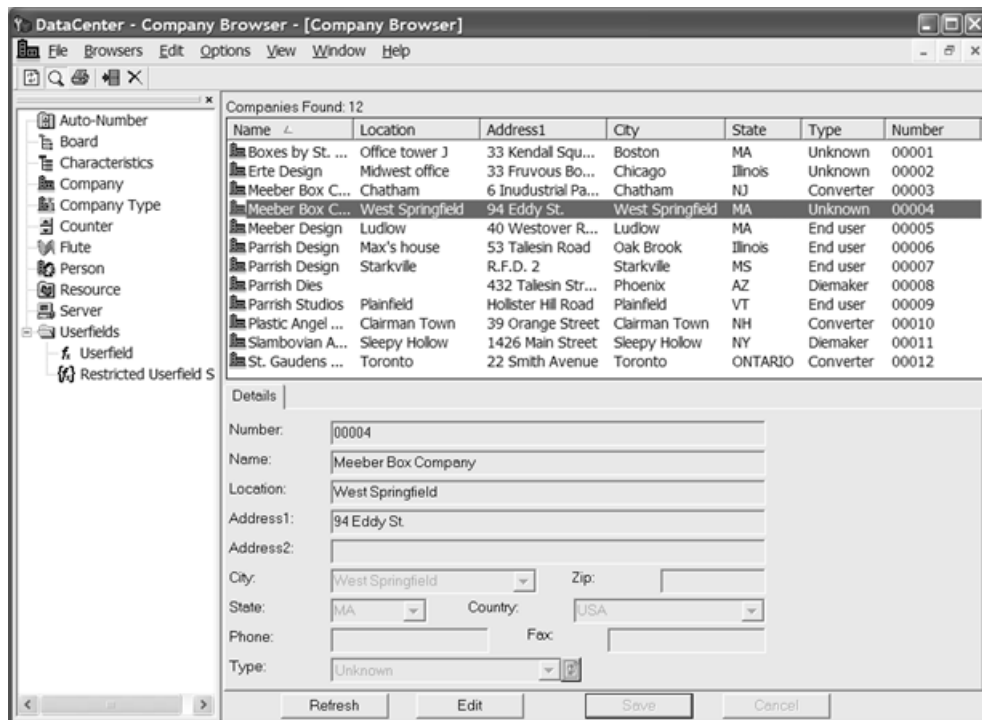 DataCenter - Company Browser - [Company Browser]
File Browsers Edit Options View Window Help
Auto-Number
Board
Characteristics
Company
Company Type
Counter
Flute
Person
Resource
Server
Userfields
Userfield
Restricted Userfield S
Companies Found: 12
Name Location Address1 City State Type Number
Boxes by St. ... Office tower J 33 Kendall Squ... Boston MA Unknown 00001
Erte Design Midwest office 33 Fruvous Bo... Chicago Illinois Unknown 00002
Meeber Box C... Chatham 6 Inudustrial Pa... Chatham NJ Converter 00003
Meeber Box C... West Springfield 94 Eddy St. West Springfield MA Unknown 00004
Meeber Design Ludlow 40 Westover R... Ludlow MA End user 00005
Parrish Design Max's house 53 Talesin Road Oak Brook Illinois End user 00006
Parrish Design Starkville R.F.D. 2 Starkville MS End user 00007
Parrish Dies 432 Talesin Str... Phoenix AZ Diemaker 00008
Parrish Studios Plainfield Hollister Hill Road Plainfield VT End user 00009
Plastic Angel ... Clairman Town 39 Orange Street Clairman Town NH Converter 00010
Slambovian A... Sleepy Hollow 1426 Main Street Sleepy Hollow NY Diemaker 00011
St. Gaudens ... Toronto 22 Smith Avenue Toronto ONTARIO Converter 00012
Details
Number: 00004
Name: Meeber Box Company
Location: West Springfield
Address1: 94 Eddy St.
Address2:
City: West Springfield Zip:
State: MA Country: USA
Phone: Fax:
Type: Unknown
Refresh Edit Save Cancel